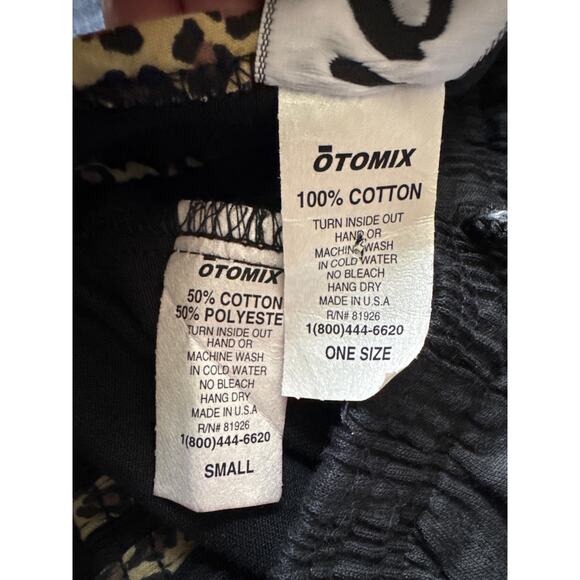 ŌTOMIX
100% COTTON
TURN INSIDE OUT
HAND OR
MACHINE WASH
IN COLD WATER
NO BLEACH
HANG DRY
MADE IN U.S.A
R/N# 81926
1(800)444-6620
ONE SIZE
ŌTOMIX
50% COTTON
50% POLYESTE
TURN INSIDE OUT
HAND OR
MACHINE WASH
IN COLD WATER
NO BLEACH
HANG DRY
MADE IN U.S.A
R/N# 81926
1(800)444-6620
SMALL